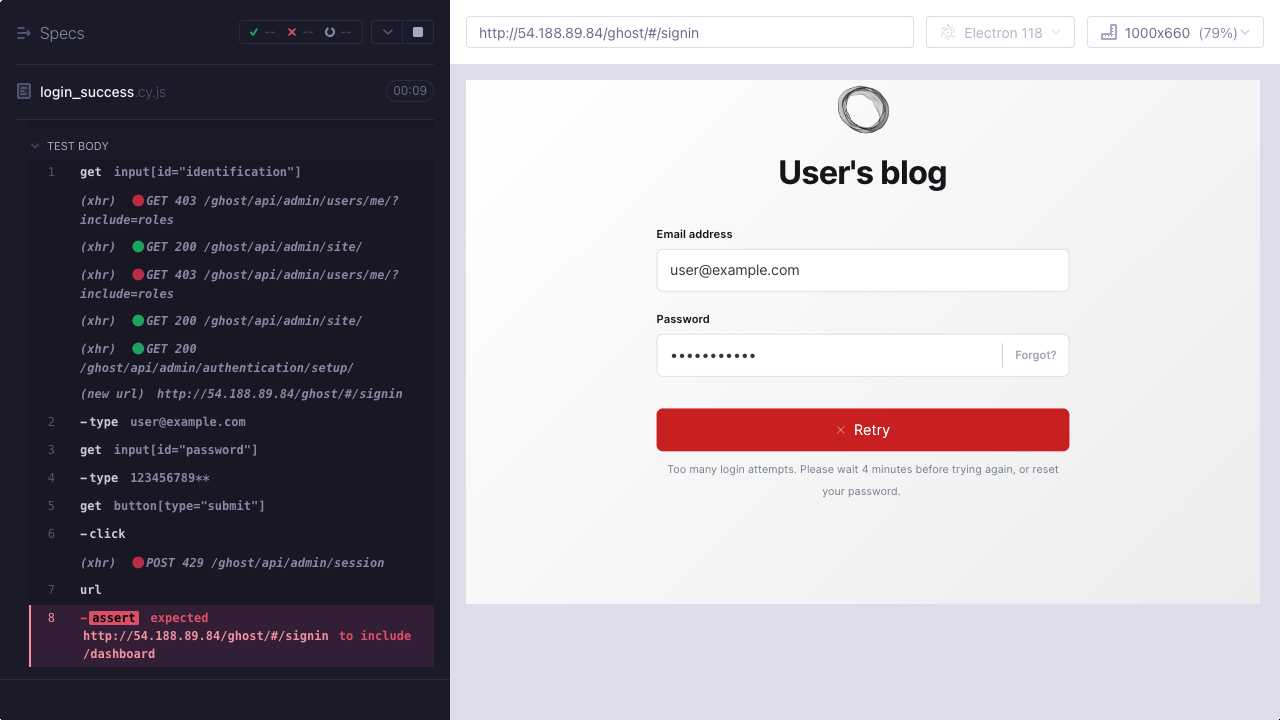 Specs
--
--
--
login_success.cy.js
00:09
TEST BODY
1 get input[id="identification"]
(xhr) GET 403 /ghost/api/admin/users/me/?
include=roles
(xhr) GET 200 /ghost/api/admin/site/
(xhr) GET 403 /ghost/api/admin/users/me/?
include=roles
(xhr) GET 200 /ghost/api/admin/site/
(xhr) GET 200
/ghost/api/admin/authentication/setup/
(new url) http://54.188.89.84/ghost/#/signin
2 -type user@example.com
3 get input[id="password"]
4 -type 123456789**
5 get button[type="submit"]
6 -click
(xhr) POST 429 /ghost/api/admin/session
7 url
8 -assert expected
http://54.188.89.84/ghost/#/signin to include
/dashboard
http://54.188.89.84/ghost/#/signin
Electron 118
1000x660 (79%)
User's blog
Email address
user@example.com
Password
•••••••••••
Forgot?
× Retry
Too many login attempts. Please wait 4 minutes before trying again, or reset
your password.